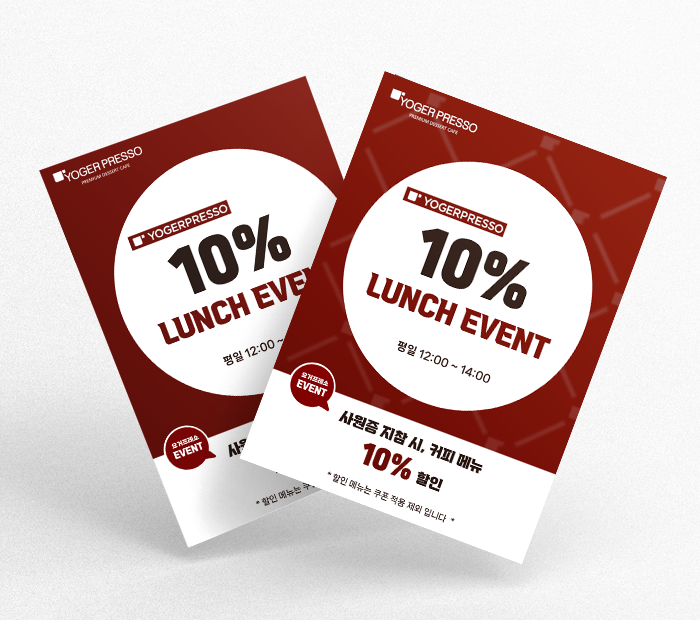 YOGER PRESSO
PREMIUM DESSERT CAFE
YOGERPRESSO
10%
LUNCH EVE
평일 12:00 ~
요거프레소
EVENT
* 할인 메뉴는
YOGER PRESSO
PREMIUM DESSERT CAFE
YOGERPRESSO
10%
LUNCH EVENT
평일 12:00 ~ 14:00
요거프레소
EVENT
사원증 지참 시, 커피 메뉴
10% 할인
* 할인 메뉴는 쿠폰 적용 제외 입니다 *